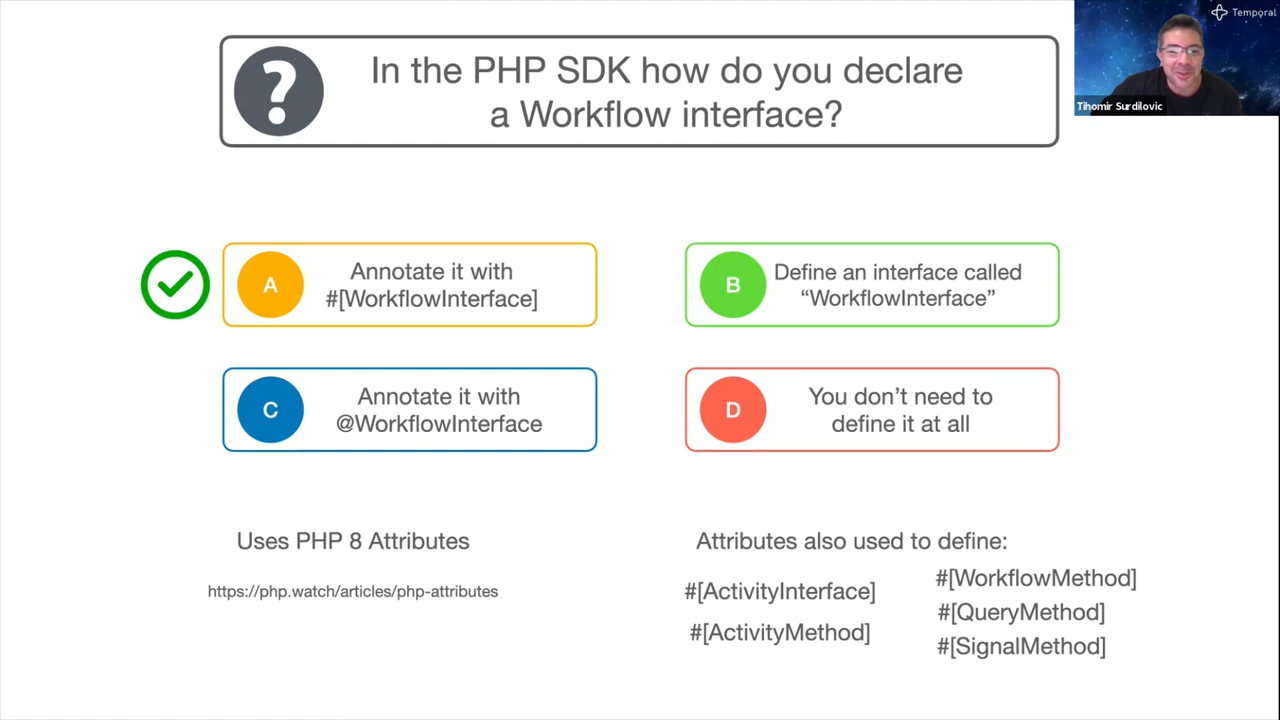 Temporal
Tihomir Surdilovic
?
In the PHP SDK how do you declare
a Workflow interface?
A
Annotate it with
#[WorkflowInterface]
B
Define an interface called
“WorkflowInterface”
C
Annotate it with
@WorkflowInterface
D
You don’t need to
define it at all
Uses PHP 8 Attributes
https://php.watch/articles/php-attributes
Attributes also used to define:
#[ActivityInterface]
#[ActivityMethod]
#[WorkflowMethod]
#[QueryMethod]
#[SignalMethod]